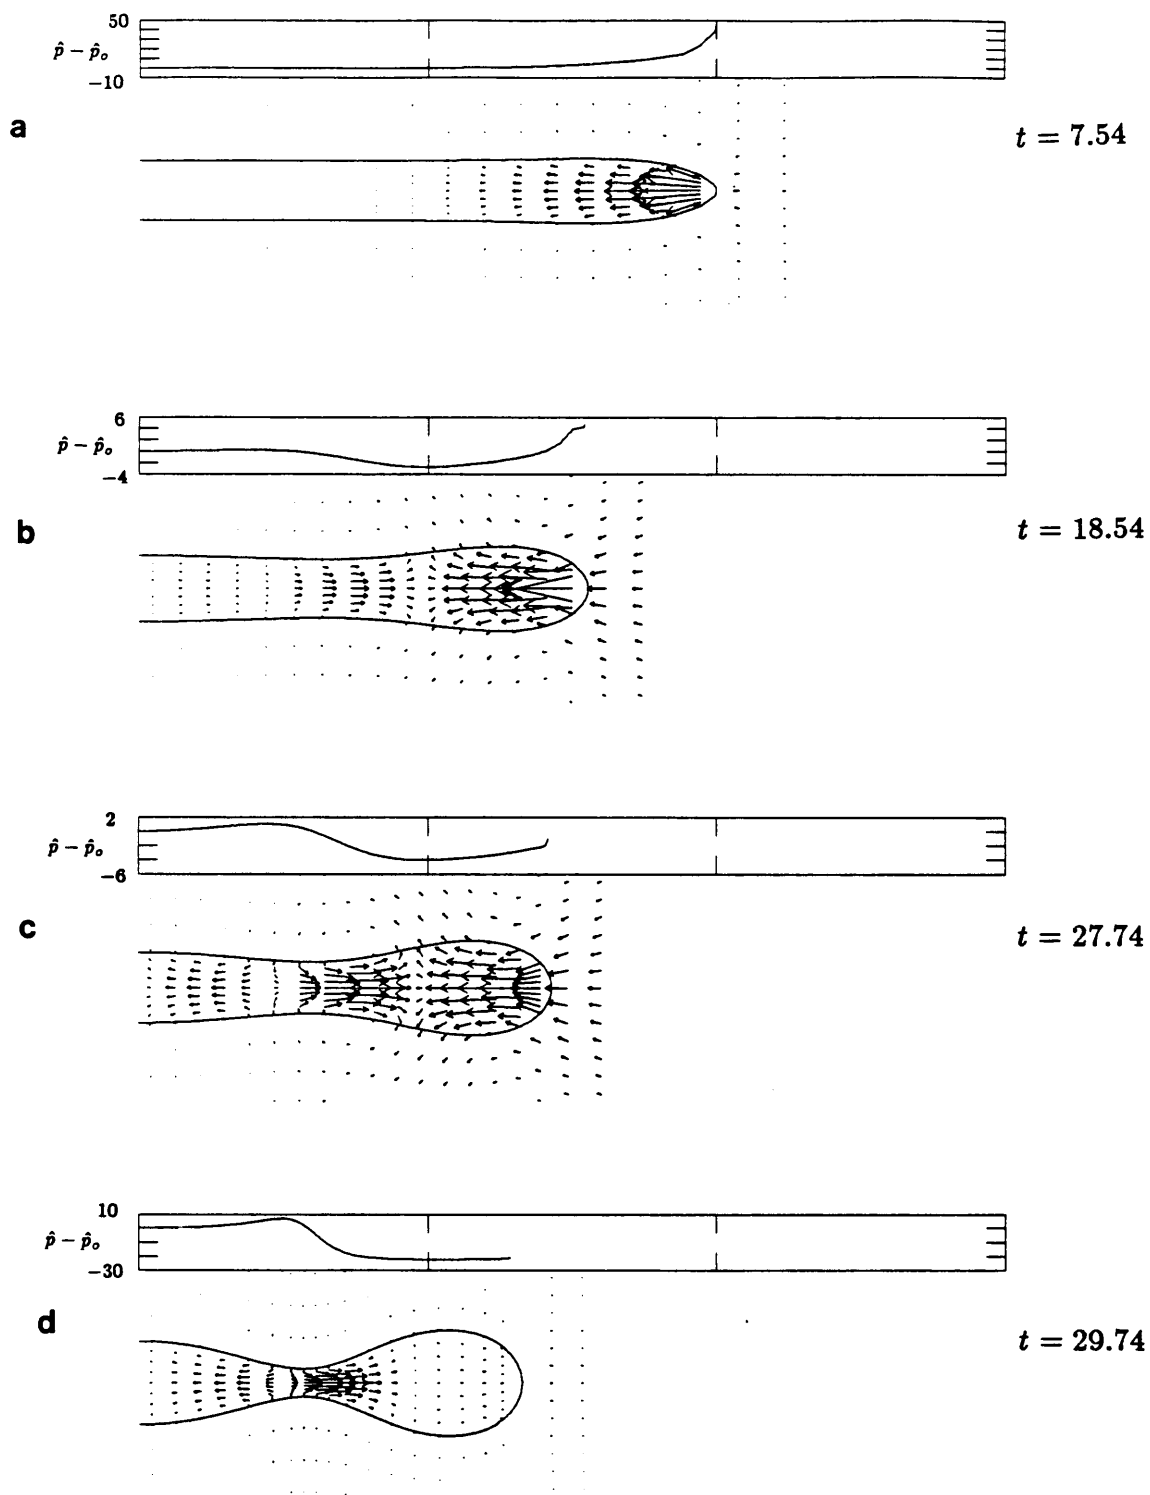 50
p̂ − p̂ₒ
−10
a
t = 7.54
6
p̂ − p̂ₒ
−4
b
t = 18.54
2
p̂ − p̂ₒ
−6
c
t = 27.74
10
p̂ − p̂ₒ
−30
d
t = 29.74